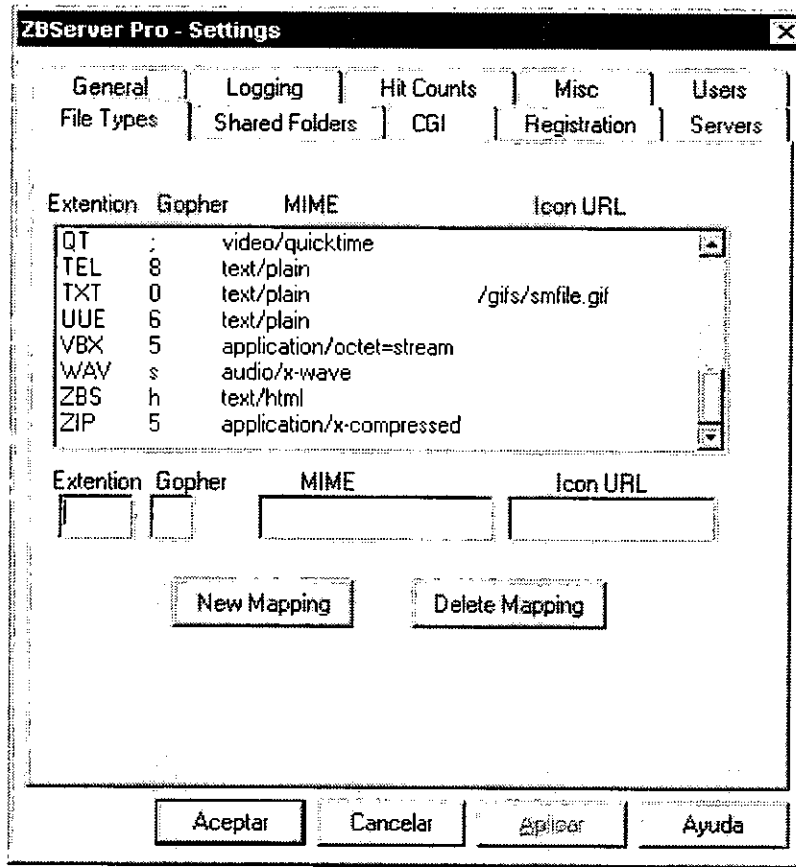 ZBServer Pro - Settings
General Logging Hit Counts Misc Users
File Types Shared Folders CGI Registration Servers
Extention Gopher MIME Icon URL
QT ; video/quicktime
TEL 8 text/plain
TXT 0 text/plain /gifs/smfile.gif
UUE 6 text/plain
VBX 5 application/octet=stream
WAV s audio/x-wave
ZBS h text/html
ZIP 5 application/x-compressed
Extention Gopher MIME Icon URL
New Mapping Delete Mapping
Aceptar Cancelar Aplicar Ayuda